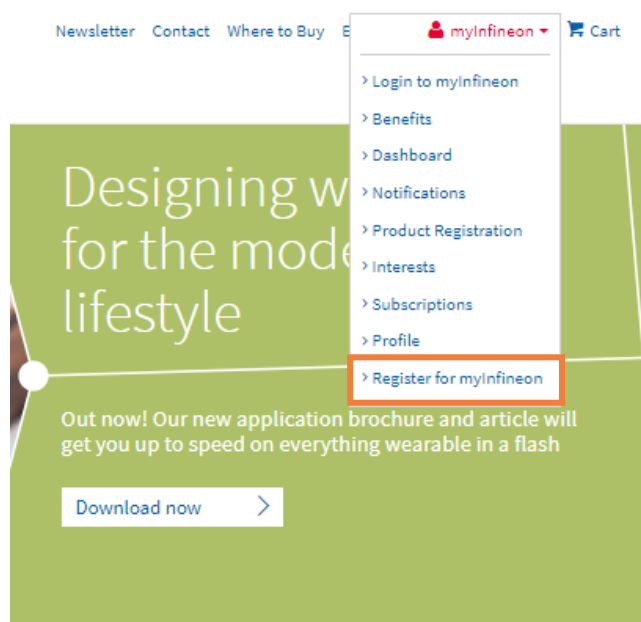 Newsletter Contact Where to Buy myInfineon Cart
Login to myInfineon
Benefits
Dashboard
Notifications
Product Registration
Interests
Subscriptions
Profile
Register for myInfineon
Designing
for the
lifestyle
Out now! Our new application brochure and article will
get you up to speed on everything wearable in a flash
Download now